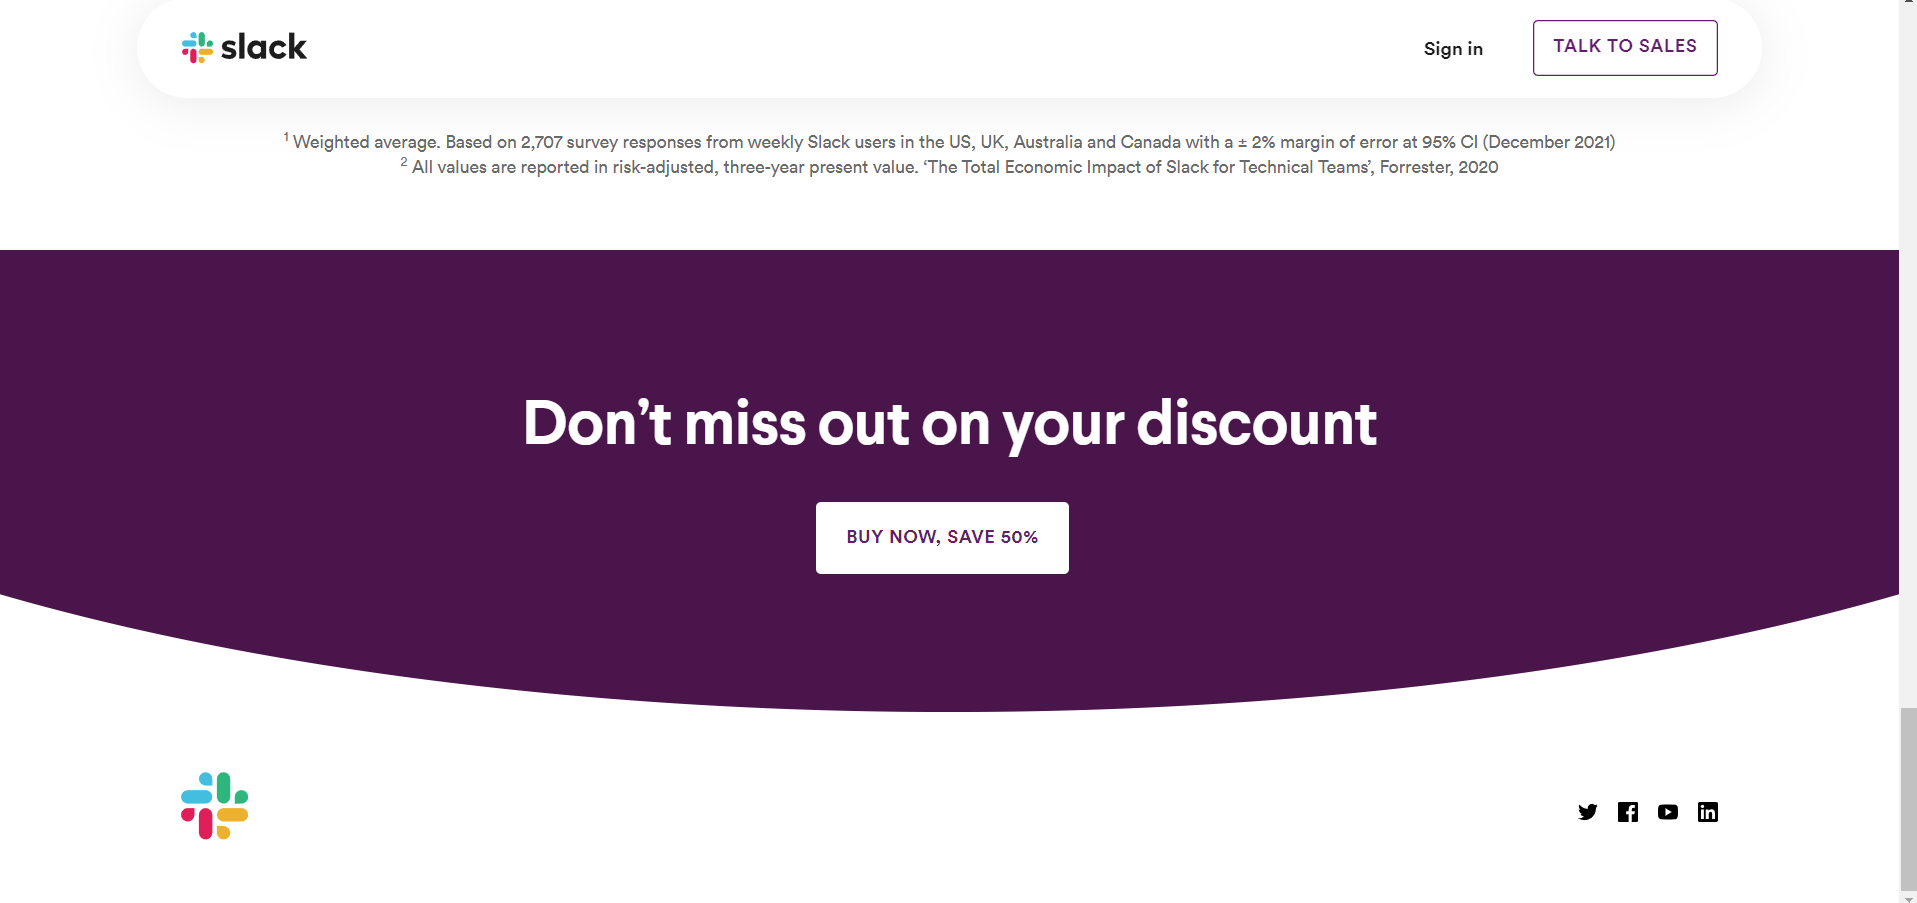 slack
Sign in
TALK TO SALES
1 Weighted average. Based on 2,707 survey responses from weekly Slack users in the US, UK, Australia and Canada with a ± 2% margin of error at 95% CI (December 2021)
2 All values are reported in risk-adjusted, three-year present value. ‘The Total Economic Impact of Slack for Technical Teams’, Forrester, 2020
Don’t miss out on your discount
BUY NOW, SAVE 50%